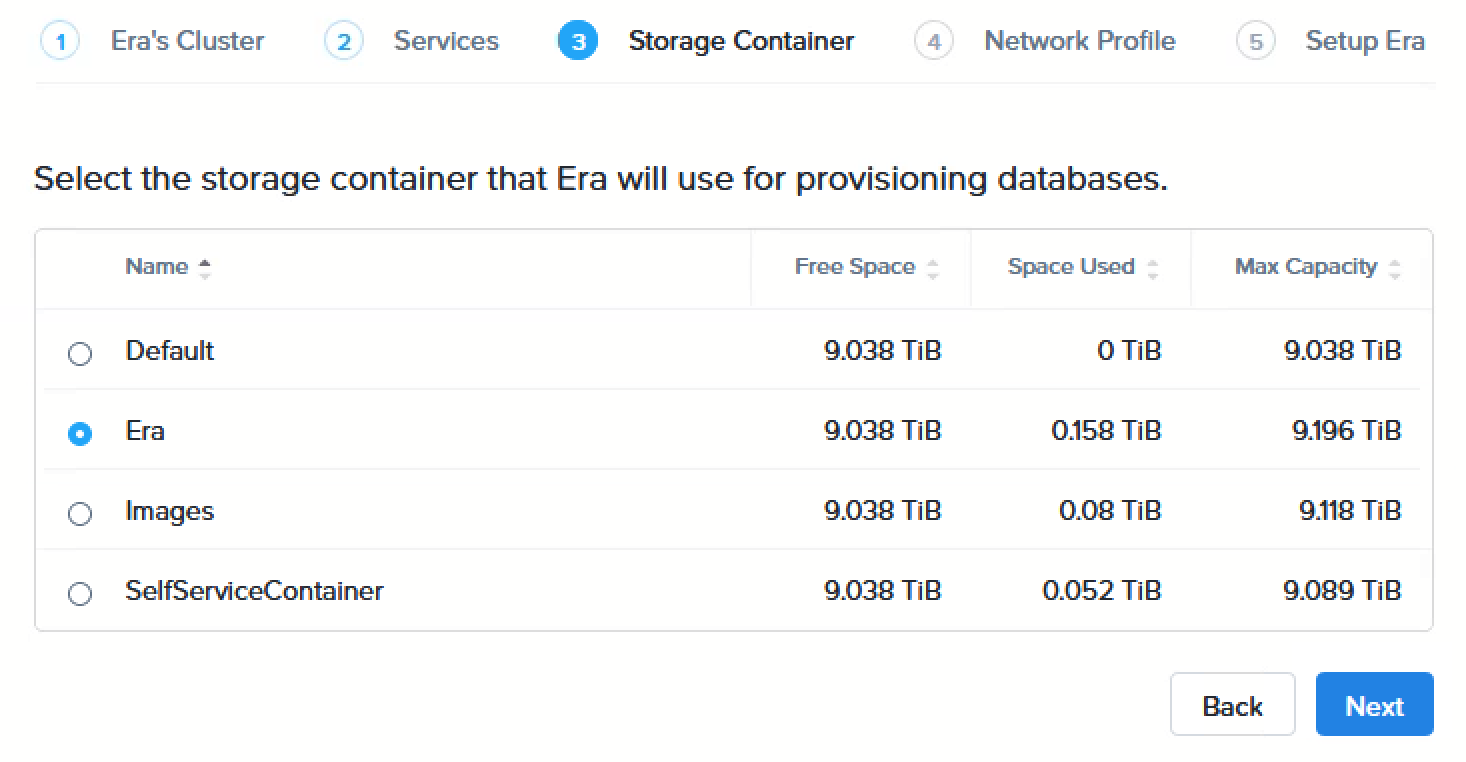 1 Era's Cluster 2 Services 3 Storage Container 4 Network Profile 5 Setup Era
Select the storage container that Era will use for provisioning databases.
Name Free Space Space Used Max Capacity
Default 9.038 TiB 0 TiB 9.038 TiB
Era 9.038 TiB 0.158 TiB 9.196 TiB
Images 9.038 TiB 0.08 TiB 9.118 TiB
SelfServiceContainer 9.038 TiB 0.052 TiB 9.089 TiB
Back Next